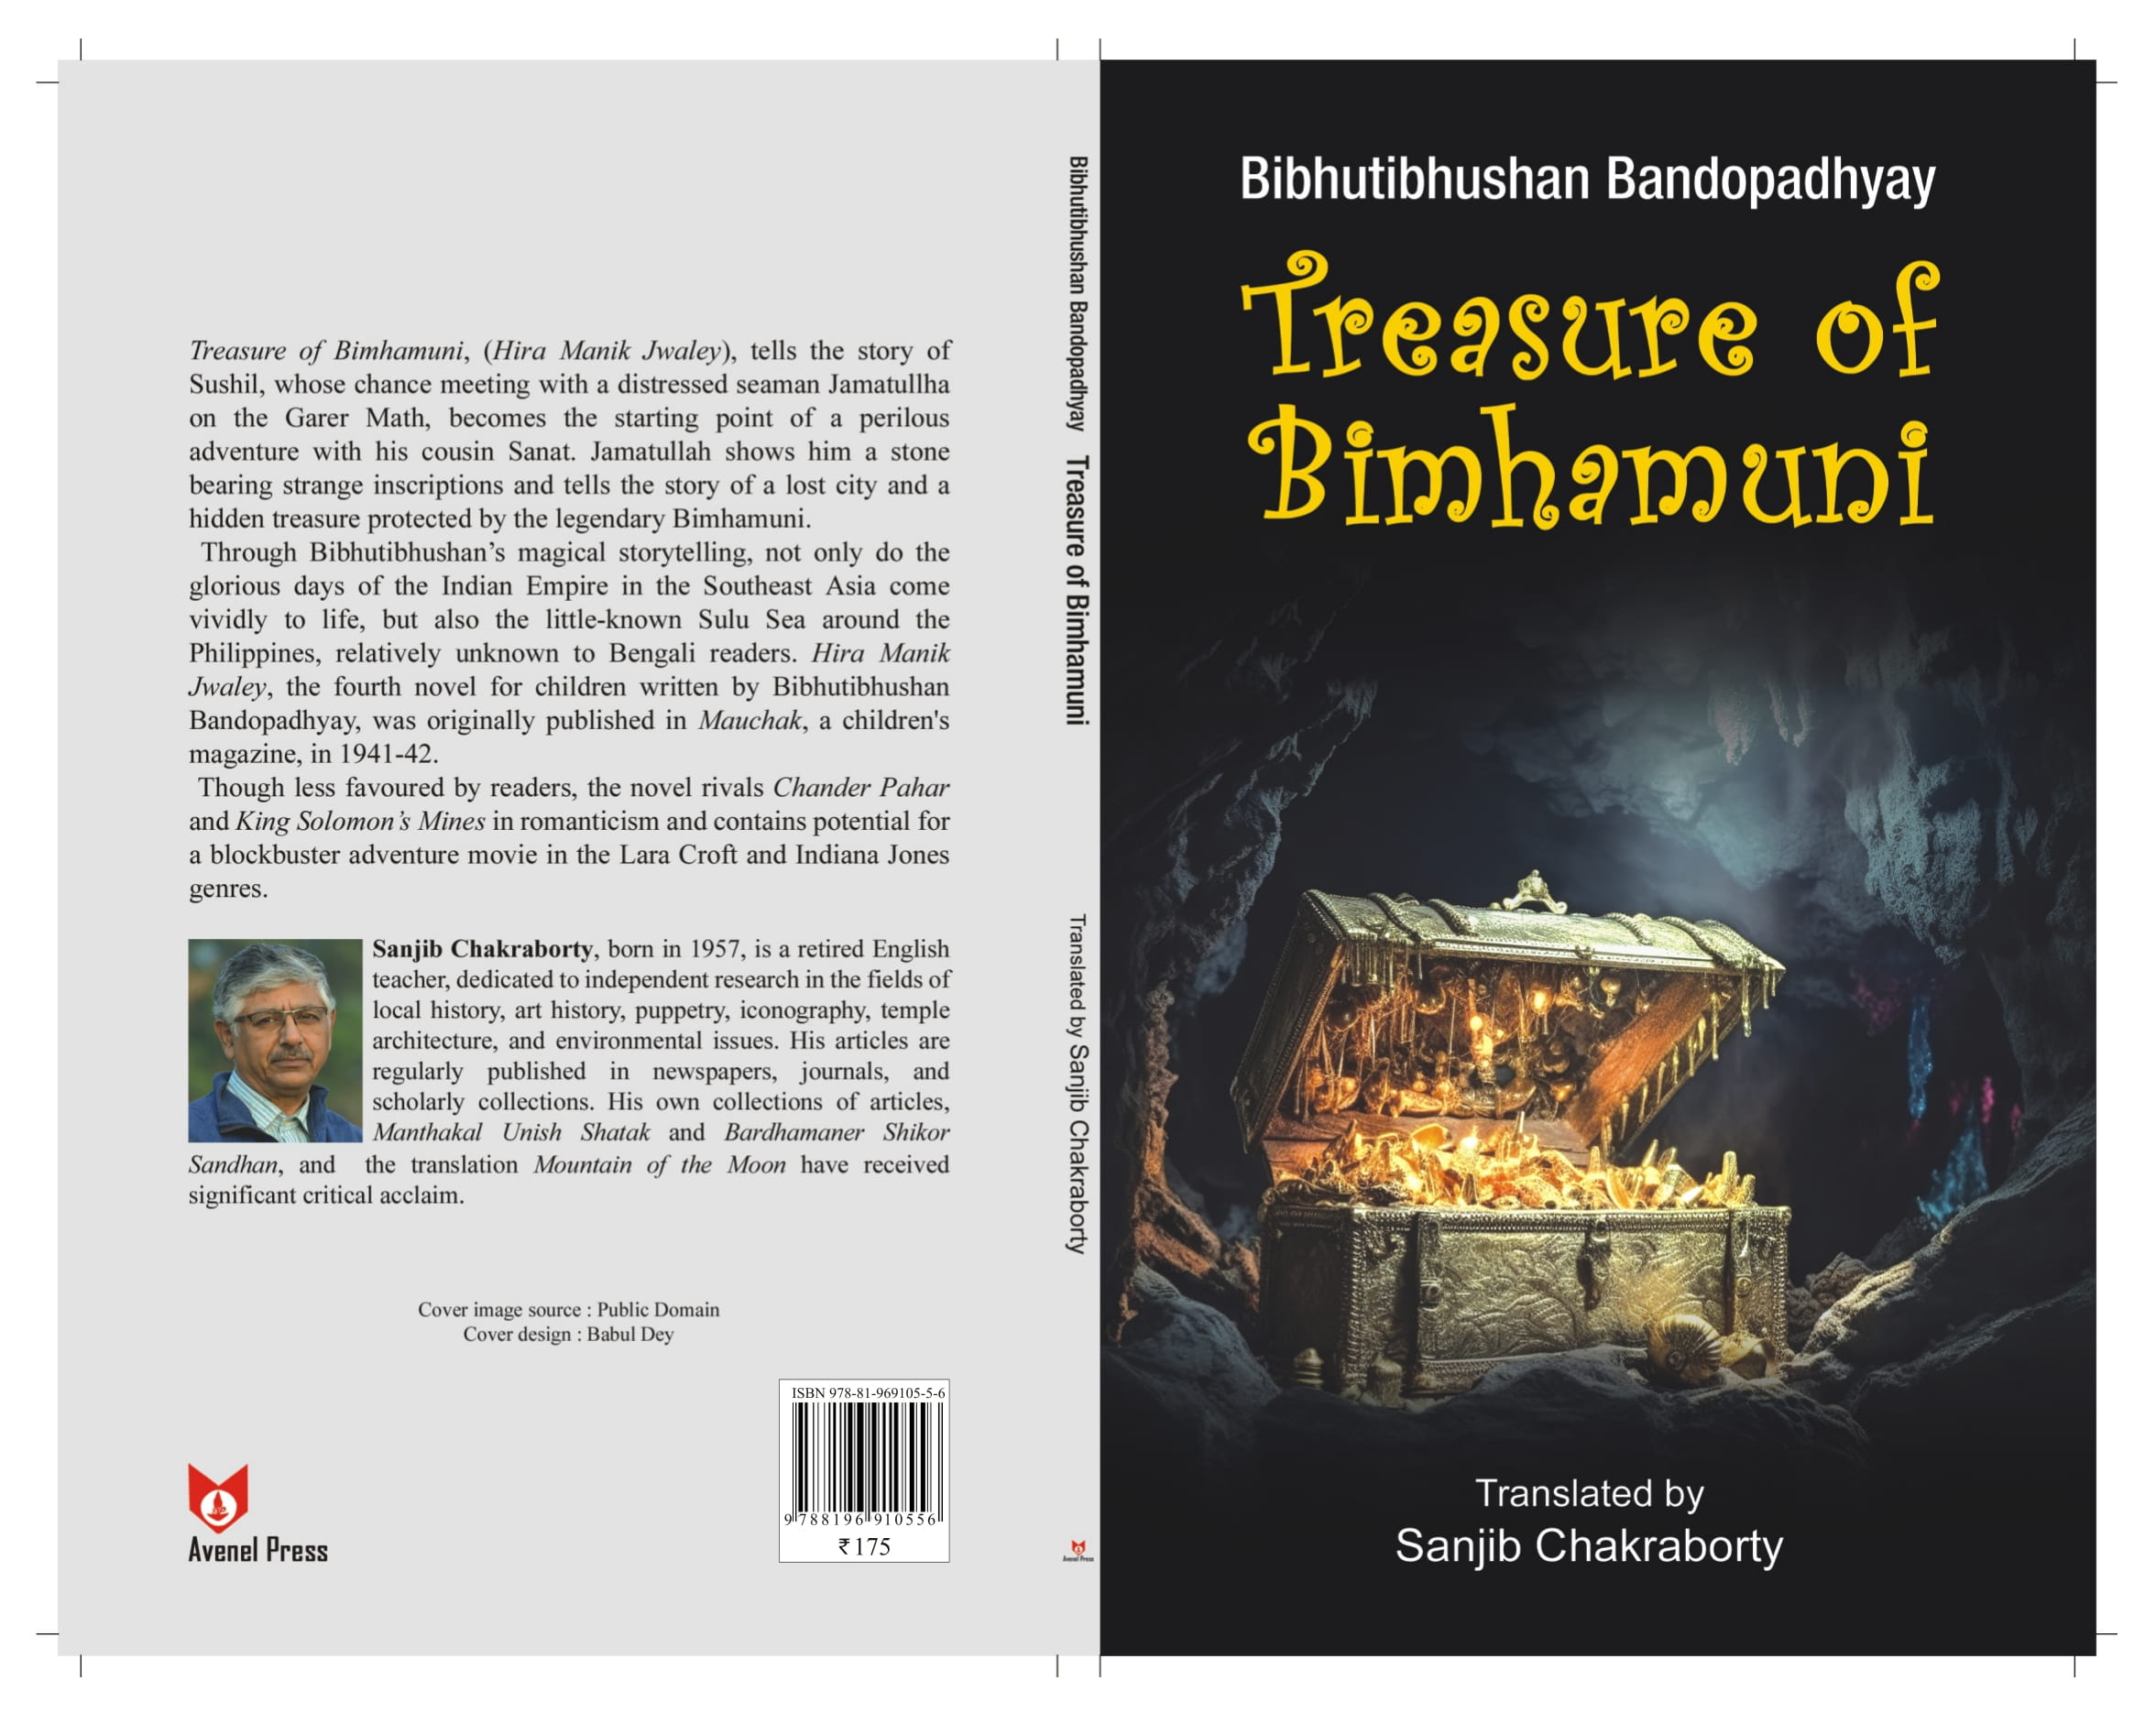 Treasure of Bimhamuni, (Hira Manik Jwaley), tells the story of
Sushil, whose chance meeting with a distressed seaman Jamatullha
on the Garer Math, becomes the starting point of a perilous
adventure with his cousin Sanat. Jamatullah shows him a stone
bearing strange inscriptions and tells the story of a lost city and a
hidden treasure protected by the legendary Bimhamuni.
Through Bibhutibhushan’s magical storytelling, not only do the
glorious days of the Indian Empire in the Southeast Asia come
vividly to life, but also the little-known Sulu Sea around the
Philippines, relatively unknown to Bengali readers. Hira Manik
Jwaley, the fourth novel for children written by Bibhutibhushan
Bandopadhyay, was originally published in Mauchak, a children's
magazine, in 1941-42.
Though less favoured by readers, the novel rivals Chander Pahar
and King Solomon’s Mines in romanticism and contains potential for
a blockbuster adventure movie in the Lara Croft and Indiana Jones
genres.
Sanjib Chakraborty, born in 1957, is a retired English
teacher, dedicated to independent research in the fields of
local history, art history, puppetry, iconography, temple
architecture, and environmental issues. His articles are
regularly published in newspapers, journals, and
scholarly collections. His own collections of articles,
Manthakal Unish Shatak and Bardhamaner Shikor
Sandhan, and the translation Mountain of the Moon have received
significant critical acclaim.
Cover image source : Public Domain
Cover design : Babul Dey
ISBN 978-81-969105-5-6
9 788196 910556
₹ 175
Avenel Press
Bibhutibhushan Bandopadhyay Treasure of Bimhamuni Translated by Sanjib Chakraborty
Avenel Press
Bibhutibhushan Bandopadhyay
Treasure of
Bimhamuni
Translated by
Sanjib Chakraborty